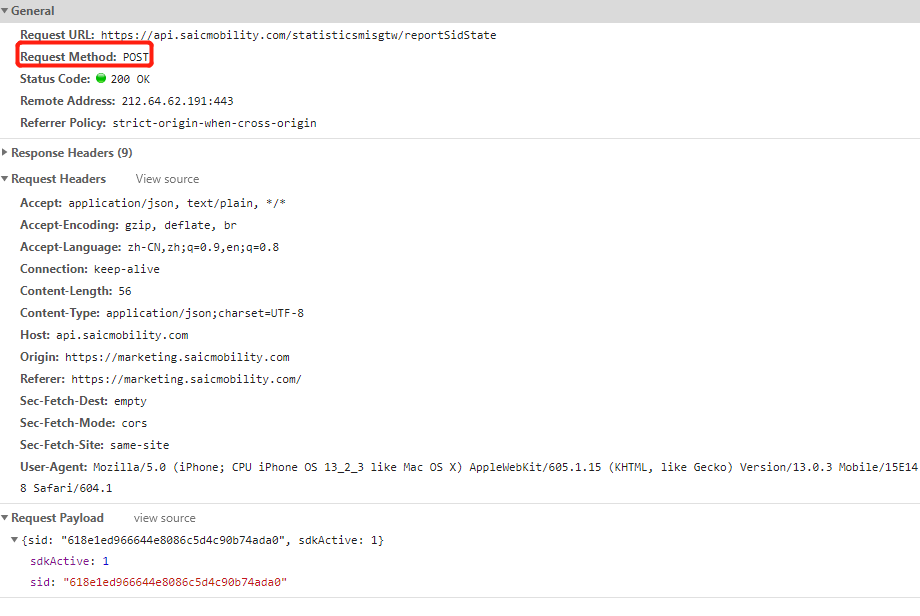 General
Request URL: https://api.saicmobility.com/statisticsmisgtw/reportSidState
Request Method: POST
Status Code: 200 OK
Remote Address: 212.64.62.191:443
Referrer Policy: strict-origin-when-cross-origin
Response Headers (9)
Request Headers View source
Accept: application/json, text/plain, */*
Accept-Encoding: gzip, deflate, br
Accept-Language: zh-CN,zh;q=0.9,en;q=0.8
Connection: keep-alive
Content-Length: 56
Content-Type: application/json;charset=UTF-8
Host: api.saicmobility.com
Origin: https://marketing.saicmobility.com
Referer: https://marketing.saicmobility.com/
Sec-Fetch-Dest: empty
Sec-Fetch-Mode: cors
Sec-Fetch-Site: same-site
User-Agent: Mozilla/5.0 (iPhone; CPU iPhone OS 13_2_3 like Mac OS X) AppleWebKit/605.1.15 (KHTML, like Gecko) Version/13.0.3 Mobile/15E14
8 Safari/604.1
Request Payload view source
{sid: "618e1ed966644e8086c5d4c90b74ada0", sdkActive: 1}
sdkActive: 1
sid: "618e1ed966644e8086c5d4c90b74ada0"